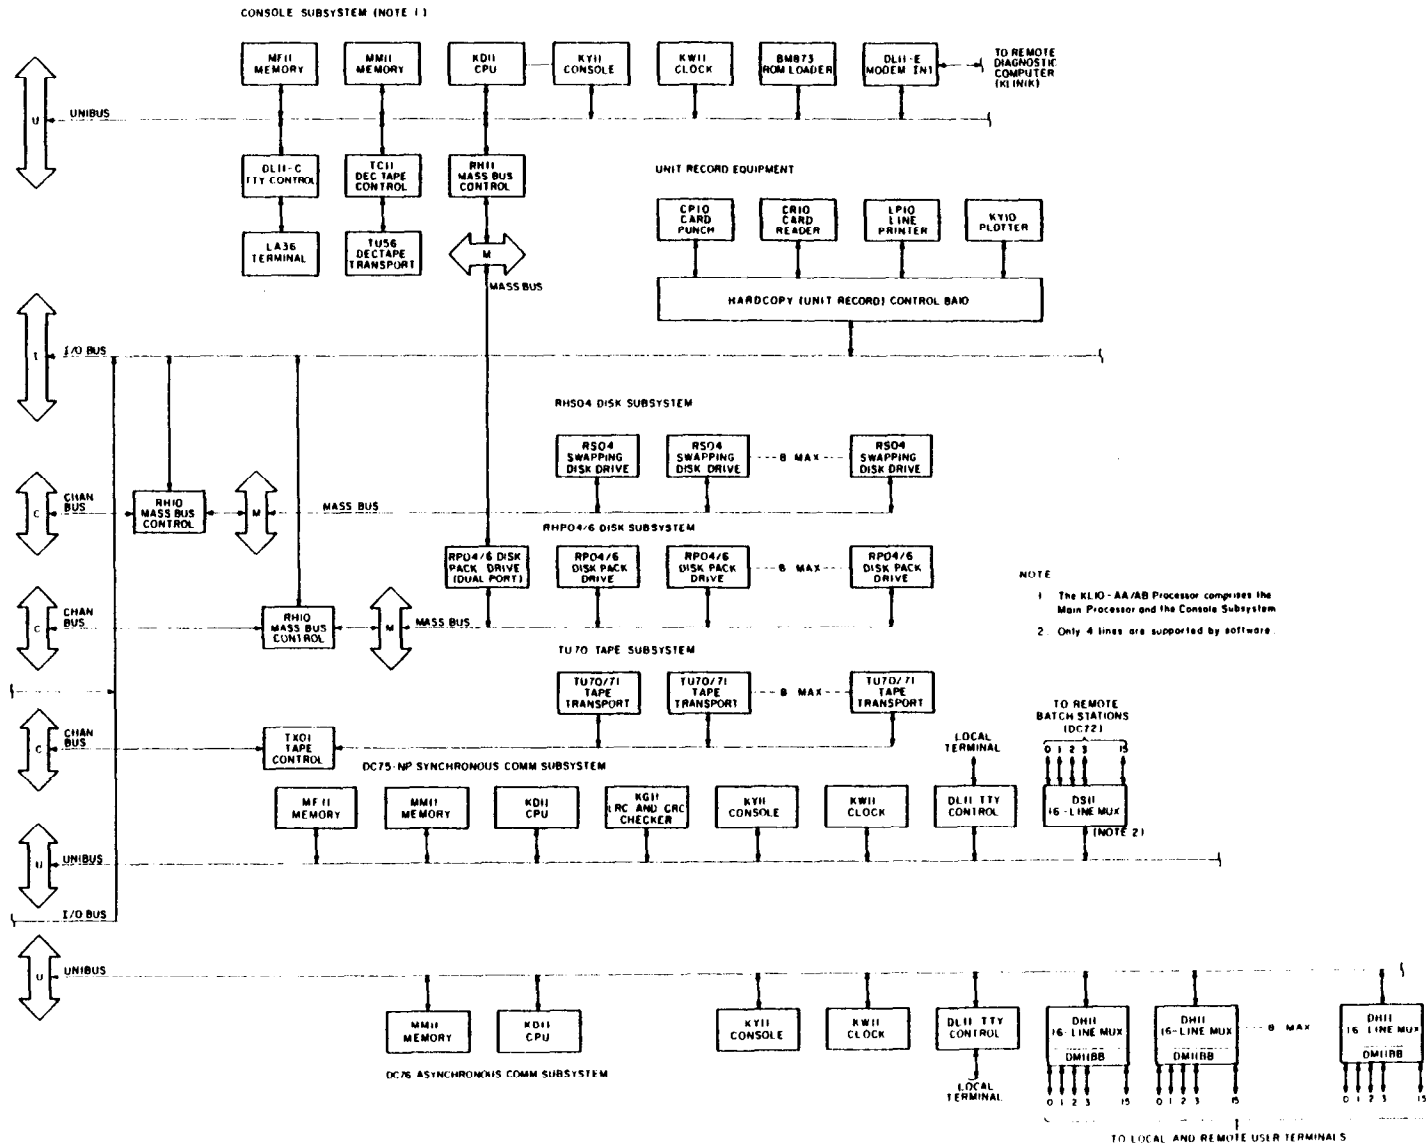 CONSOLE SUBSYSTEM (NOTE 1)
MF11
MEMORY
MM11
MEMORY
KD11
CPU
KY11
CONSOLE
KW11
CLOCK
BM873
ROM LOADER
DL11-E
MODEM INT
TO REMOTE
DIAGNOSTIC
COMPUTER
(KLINIK)
U
UNIBUS
DL11-C
TTY CONTROL
TC11
DEC TAPE
CONTROL
RH11
MASS BUS
CONTROL
LA36
TERMINAL
TU56
DECTAPE
TRANSPORT
M
MASS BUS
UNIT RECORD EQUIPMENT
CP10
CARD
PUNCH
CR10
CARD
READER
LP10
LINE
PRINTER
KY10
PLOTTER
HARDCOPY (UNIT RECORD) CONTROL BA10
I
I/O BUS
RHS04 DISK SUBSYSTEM
RS04
SWAPPING
DISK DRIVE
RS04
SWAPPING
DISK DRIVE
8 MAX
RS04
SWAPPING
DISK DRIVE
C
CHAN
BUS
RH10
MASS BUS
CONTROL
M
MASS BUS
RHP04/6 DISK SUBSYSTEM
RP04/6 DISK
PACK DRIVE
(DUAL PORT)
RP04/6
DISK PACK
DRIVE
RP04/6
DISK PACK
DRIVE
8 MAX
RP04/6
DISK PACK
DRIVE
C
CHAN
BUS
RH10
MASS BUS
CONTROL
M
MASS BUS
NOTE
1 The KL10-AA/AB Processor comprises the
Main Processor and the Console Subsystem
2. Only 4 lines are supported by software.
TU70 TAPE SUBSYSTEM
TU70/71
TAPE
TRANSPORT
TU70/71
TAPE
TRANSPORT
8 MAX
TU70/71
TAPE
TRANSPORT
C
CHAN
BUS
TX01
TAPE
CONTROL
DC75-NP SYNCHRONOUS COMM SUBSYSTEM
LOCAL
TERMINAL
TO REMOTE
BATCH STATIONS
(DC72)
0 1 2 3 15
MF11
MEMORY
MM11
MEMORY
KD11
CPU
KG11
LRC AND CRC
CHECKER
KY11
CONSOLE
KW11
CLOCK
DL11 TTY
CONTROL
DS11
16-LINE MUX
(NOTE 2)
U
UNIBUS
I/O BUS
U
UNIBUS
MM11
MEMORY
KD11
CPU
KY11
CONSOLE
KW11
CLOCK
DL11 TTY
CONTROL
DH11
16-LINE MUX
DM11BB
DH11
16-LINE MUX
DM11BB
8 MAX
DH11
16 LINE MUX
DM11BB
DC76 ASYNCHRONOUS COMM SUBSYSTEM
LOCAL
TERMINAL
0 1 2 3 15
0 1 2 3 15
0 1 2 3 15
TO LOCAL AND REMOTE USER TERMINALS